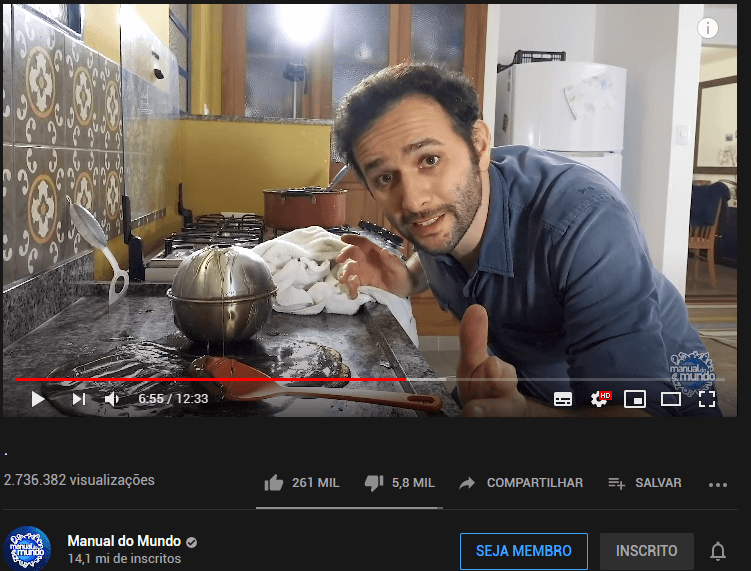 manual do mundo
6:55 / 12:33
HD
.
2.736.382 visualizações
261 MIL
5,8 MIL
COMPARTILHAR
SALVAR
manual do mundo
Manual do Mundo
14,1 mi de inscritos
SEJA MEMBRO
INSCRITO